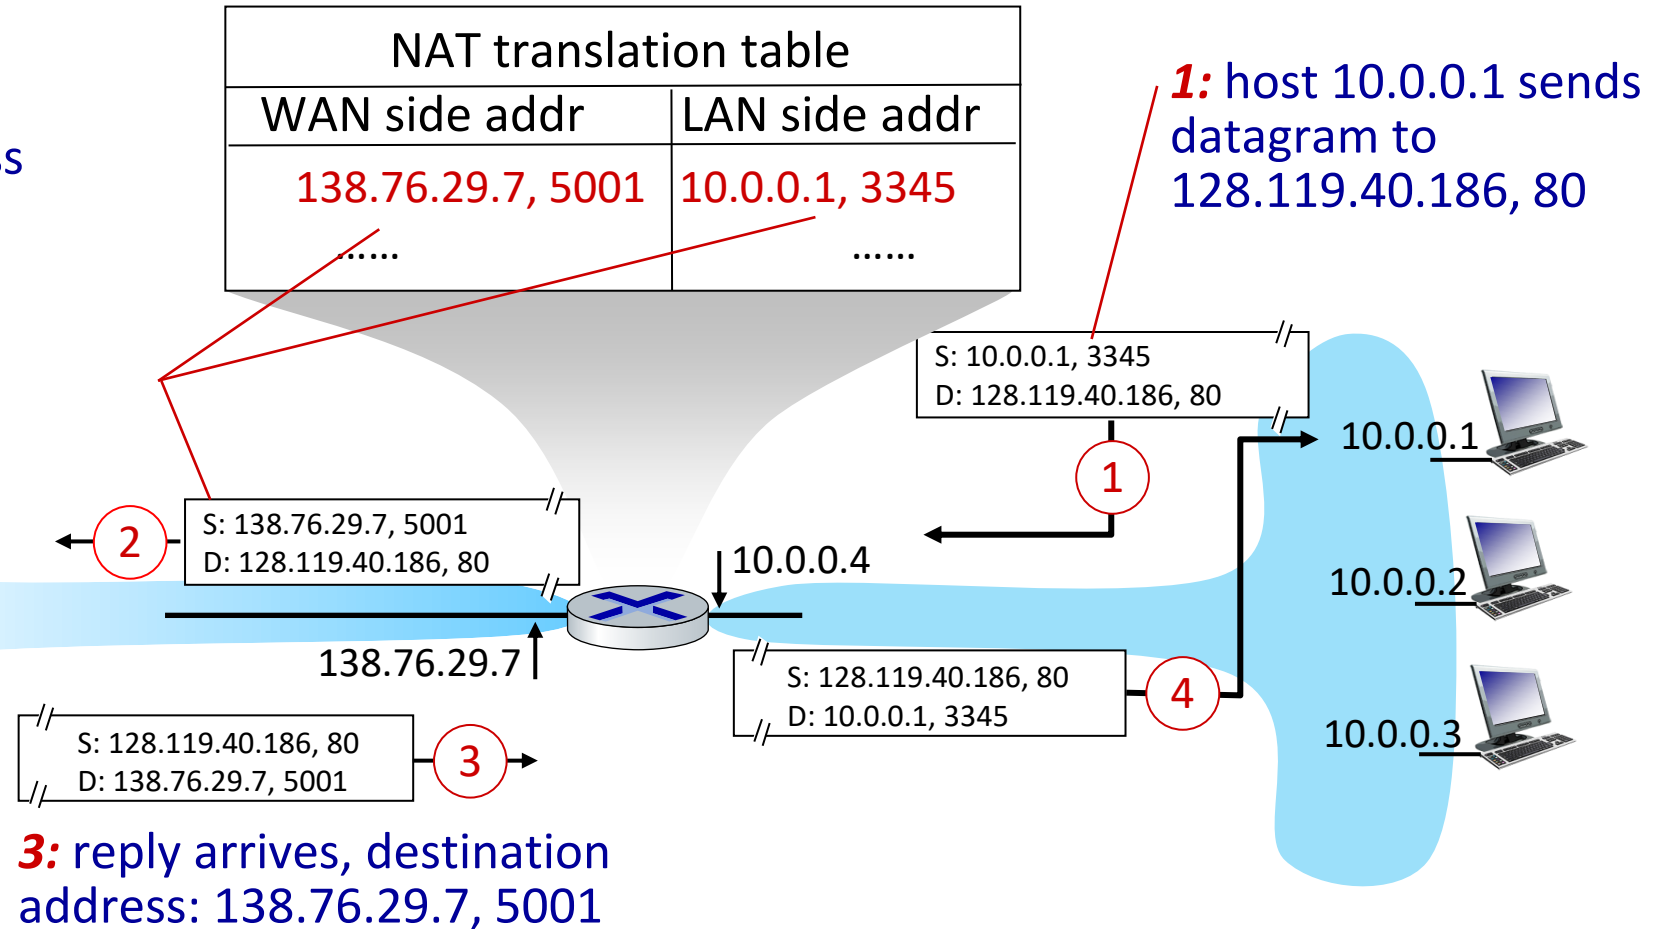 NAT translation table
WAN side addr LAN side addr
138.76.29.7, 5001 10.0.0.1, 3345
...... ......
1: host 10.0.0.1 sends
datagram to
128.119.40.186, 80
S: 10.0.0.1, 3345
D: 128.119.40.186, 80
1
10.0.0.1
2
S: 138.76.29.7, 5001
D: 128.119.40.186, 80
10.0.0.4
10.0.0.2
138.76.29.7
S: 128.119.40.186, 80
D: 10.0.0.1, 3345
4
10.0.0.3
S: 128.119.40.186, 80
D: 138.76.29.7, 5001
3
3: reply arrives, destination
address: 138.76.29.7, 5001